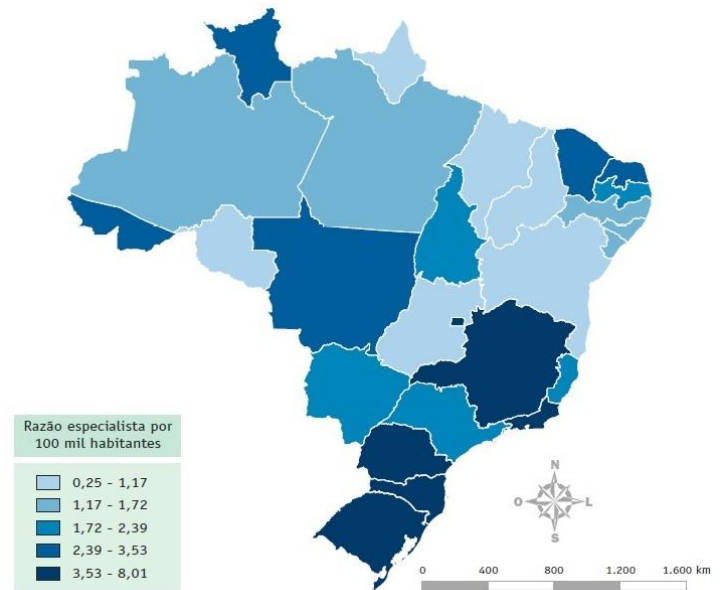 Razão especialista por
100 mil habitantes
0,25 - 1,17
1,17 - 1,72
1,72 - 2,39
2,39 - 3,53
3,53 - 8,01
N
O
L
S
0 400 800 1.200 1.600 km